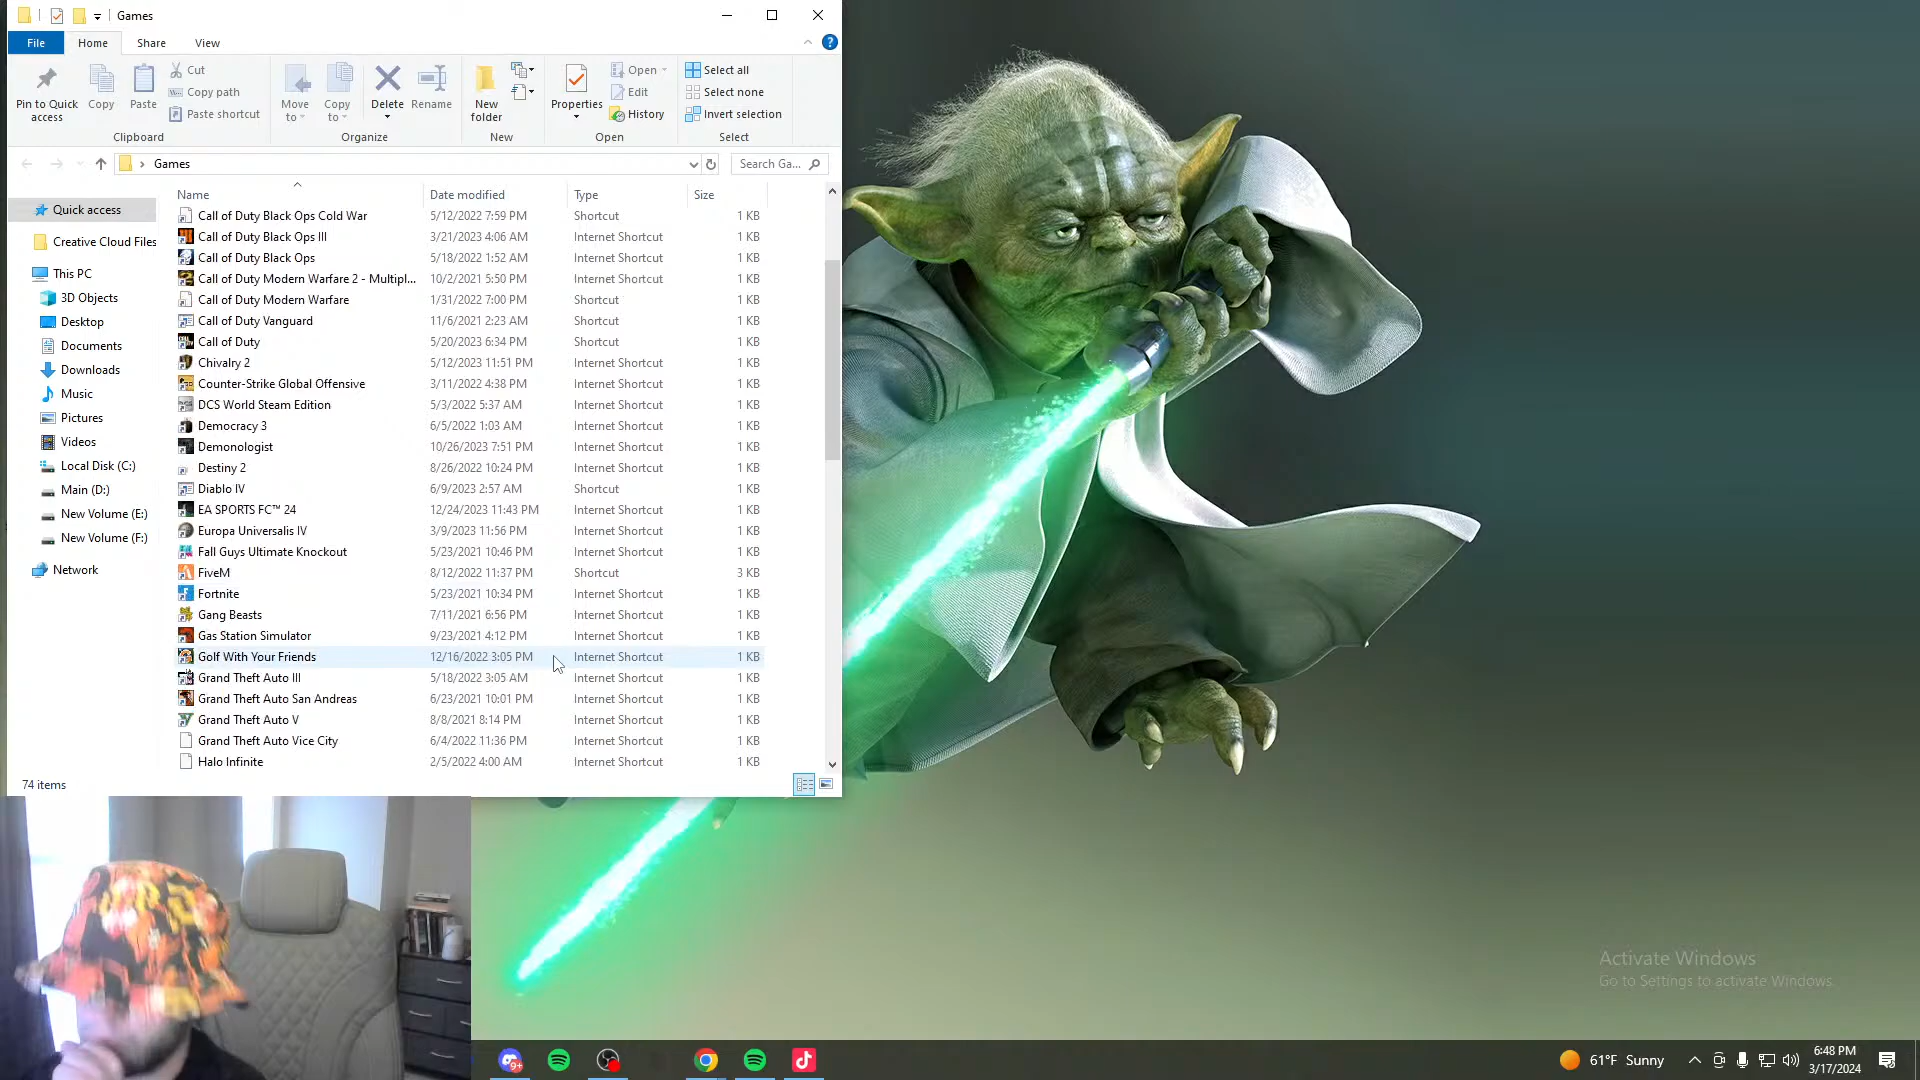 Games
File Home Share View
Pin to Quick access
Copy
Paste
Cut
Copy path
Paste shortcut
Clipboard
Move to
Copy to
Delete
Rename
Organize
New folder
New
Properties
Open
Edit
History
Open
Select all
Select none
Invert selection
Select
Games
Search Ga...
Quick access
Creative Cloud Files
This PC
3D Objects
Desktop
Documents
Downloads
Music
Pictures
Videos
Local Disk (C:)
Main (D:)
New Volume (E:)
New Volume (F:)
Network
Name Date modified Type Size
Call of Duty Black Ops Cold War 5/12/2022 7:59 PM Shortcut 1 KB
Call of Duty Black Ops III 3/21/2023 4:06 AM Internet Shortcut 1 KB
Call of Duty Black Ops 5/18/2022 1:52 AM Internet Shortcut 1 KB
Call of Duty Modern Warfare 2 - Multipl... 10/2/2021 5:50 PM Internet Shortcut 1 KB
Call of Duty Modern Warfare 1/31/2022 7:00 PM Shortcut 1 KB
Call of Duty Vanguard 11/6/2021 2:23 AM Shortcut 1 KB
Call of Duty 5/20/2023 6:34 PM Shortcut 1 KB
Chivalry 2 5/12/2023 11:51 PM Internet Shortcut 1 KB
Counter-Strike Global Offensive 3/11/2022 4:38 PM Internet Shortcut 1 KB
DCS World Steam Edition 5/3/2022 5:37 AM Internet Shortcut 1 KB
Democracy 3 6/5/2022 1:03 AM Internet Shortcut 1 KB
Demonologist 10/26/2023 7:51 PM Internet Shortcut 1 KB
Destiny 2 8/26/2022 10:24 PM Internet Shortcut 1 KB
Diablo IV 6/9/2023 2:57 AM Shortcut 1 KB
EA SPORTS FC™ 24 12/24/2023 11:43 PM Internet Shortcut 1 KB
Europa Universalis IV 3/9/2023 11:56 PM Internet Shortcut 1 KB
Fall Guys Ultimate Knockout 5/23/2021 10:46 PM Internet Shortcut 1 KB
FiveM 8/12/2022 11:37 PM Shortcut 3 KB
Fortnite 5/23/2021 10:34 PM Internet Shortcut 1 KB
Gang Beasts 7/11/2021 6:56 PM Internet Shortcut 1 KB
Gas Station Simulator 9/23/2021 4:12 PM Internet Shortcut 1 KB
Golf With Your Friends 12/16/2022 3:05 PM Internet Shortcut 1 KB
Grand Theft Auto III 5/18/2022 3:05 AM Internet Shortcut 1 KB
Grand Theft Auto San Andreas 6/23/2021 10:01 PM Internet Shortcut 1 KB
Grand Theft Auto V 8/8/2021 8:14 PM Internet Shortcut 1 KB
Grand Theft Auto Vice City 6/4/2022 11:36 PM Internet Shortcut 1 KB
Halo Infinite 2/5/2022 4:00 AM Internet Shortcut 1 KB
74 items
Activate Windows
Go to Settings to activate Windows.
9+
61°F Sunny
6:48 PM
3/17/2024